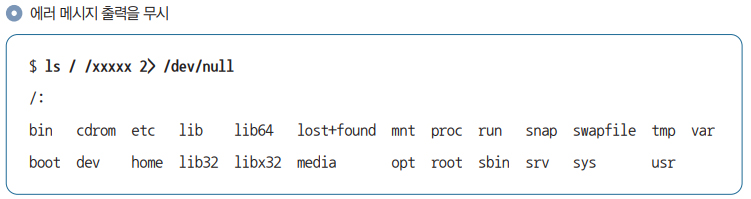 에러 메시지 출력을 무시
$ ls / /xxxxx 2> /dev/null
/:
bin cdrom etc lib lib64 lost+found mnt proc run snap swapfile tmp var
boot dev home lib32 libx32 media opt root sbin srv sys usr